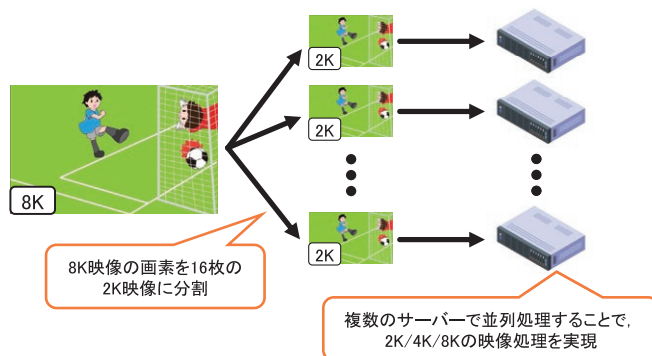 2K
8K
2K
2K
8K映像の画素を16枚の
2K映像に分割
複数のサーバーで並列処理することで,
2K/4K/8Kの映像処理を実現